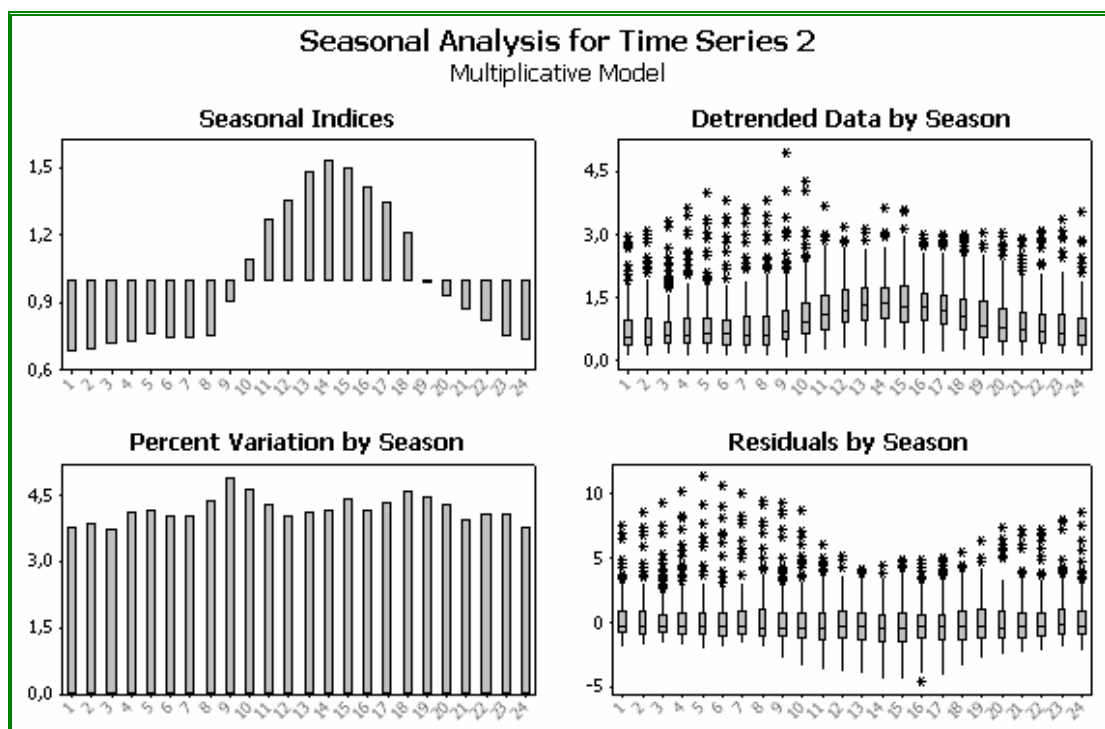 Seasonal Analysis for Time Series 2
Multiplicative Model
Seasonal Indices
1,5
1,2
0,9
0,6
1 2 3 4 5 6 7 8 9 10 11 12 13 14 15 16 17 18 19 20 21 22 23 24
Detrended Data by Season
4,5
3,0
1,5
0,0
1 2 3 4 5 6 7 8 9 10 11 12 13 14 15 16 17 18 19 20 21 22 23 24
Percent Variation by Season
4,5
3,0
1,5
0,0
1 2 3 4 5 6 7 8 9 10 11 12 13 14 15 16 17 18 19 20 21 22 23 24
Residuals by Season
10
5
0
-5
1 2 3 4 5 6 7 8 9 10 11 12 13 14 15 16 17 18 19 20 21 22 23 24